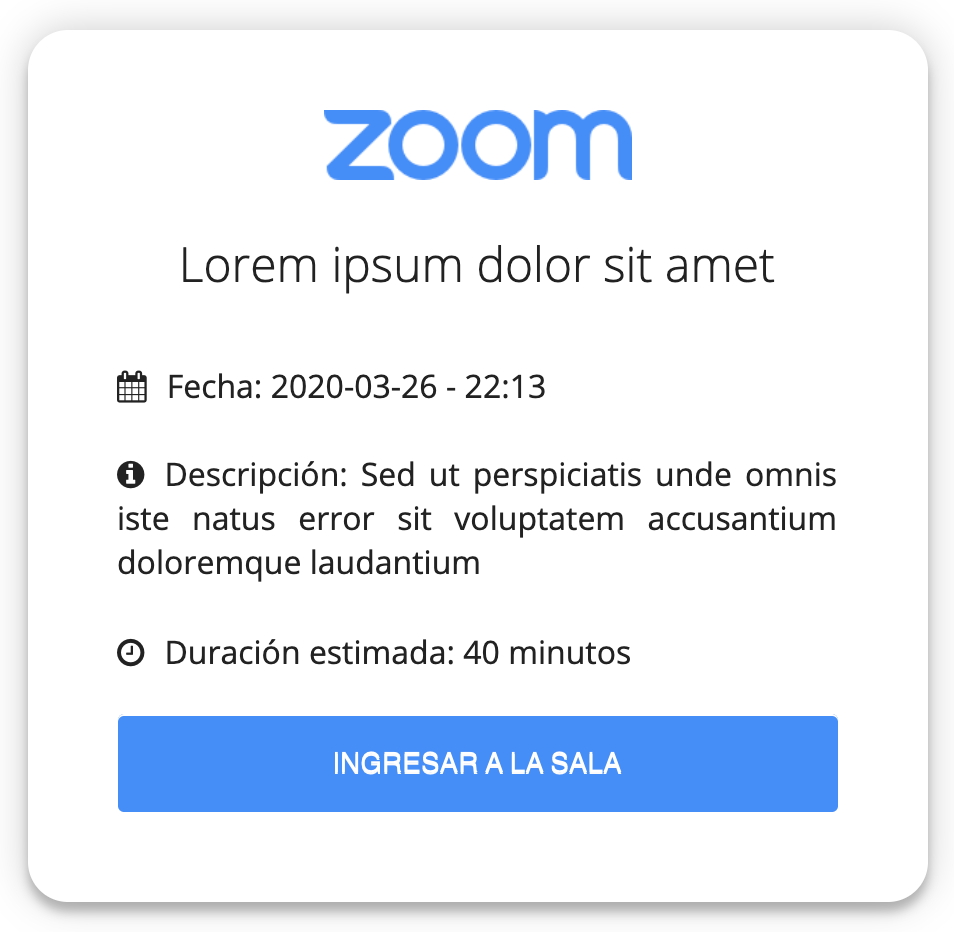 zoom
Lorem ipsum dolor sit amet
Fecha: 2020-03-26 - 22:13
Descripción: Sed ut perspiciatis unde omnis
iste natus error sit voluptatem accusantium
doloremque laudantium
Duración estimada: 40 minutos
INGRESAR A LA SALA